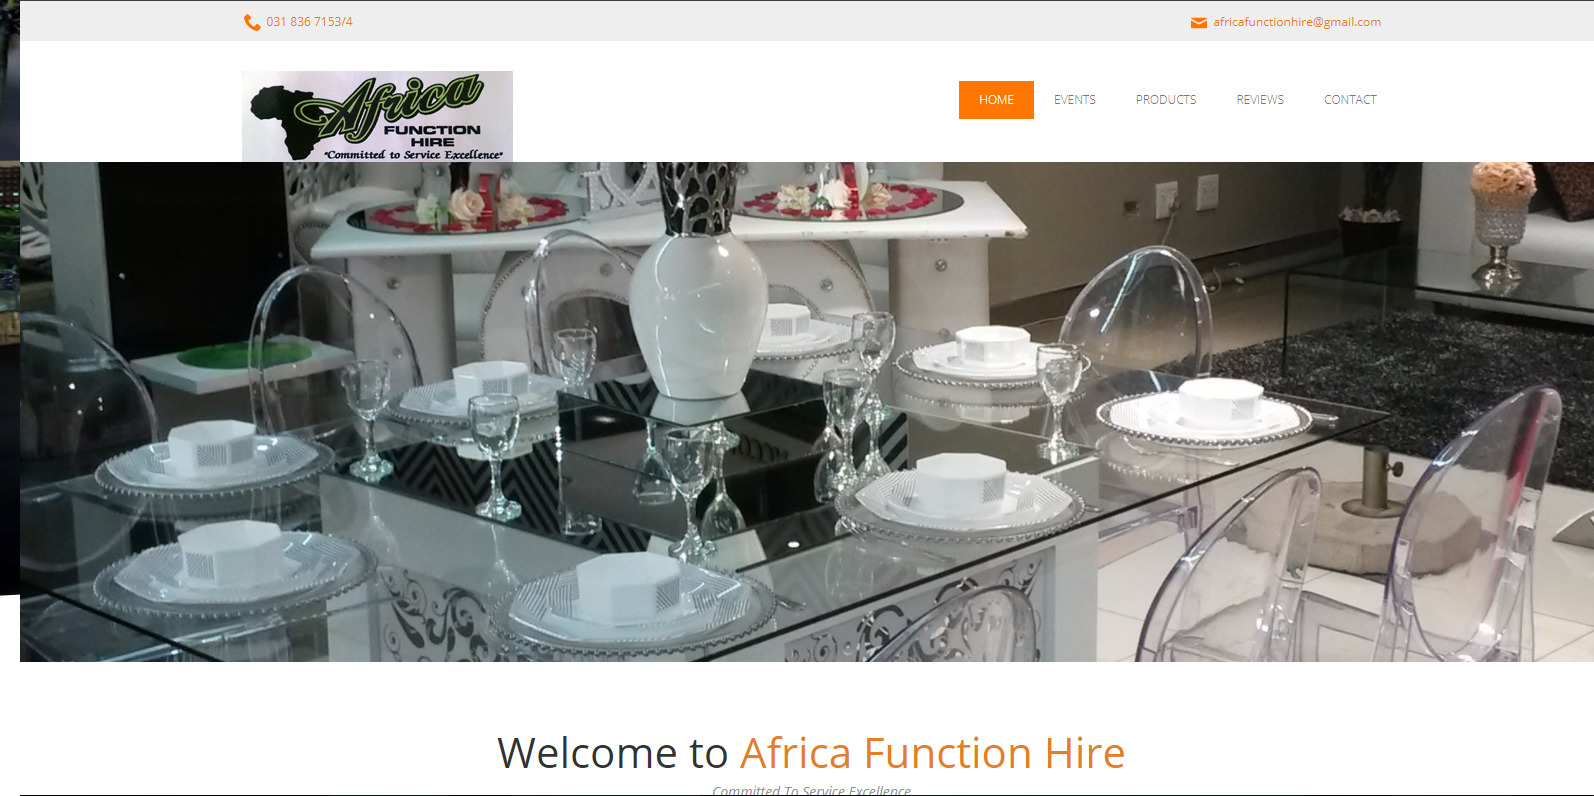 031 836 7153/4
africafunctionhire@gmail.com
Africa
FUNCTION
HIRE
"Committed to Service Excellence"
HOME
EVENTS
PRODUCTS
REVIEWS
CONTACT
Welcome to Africa Function Hire
Committed To Service Excellence